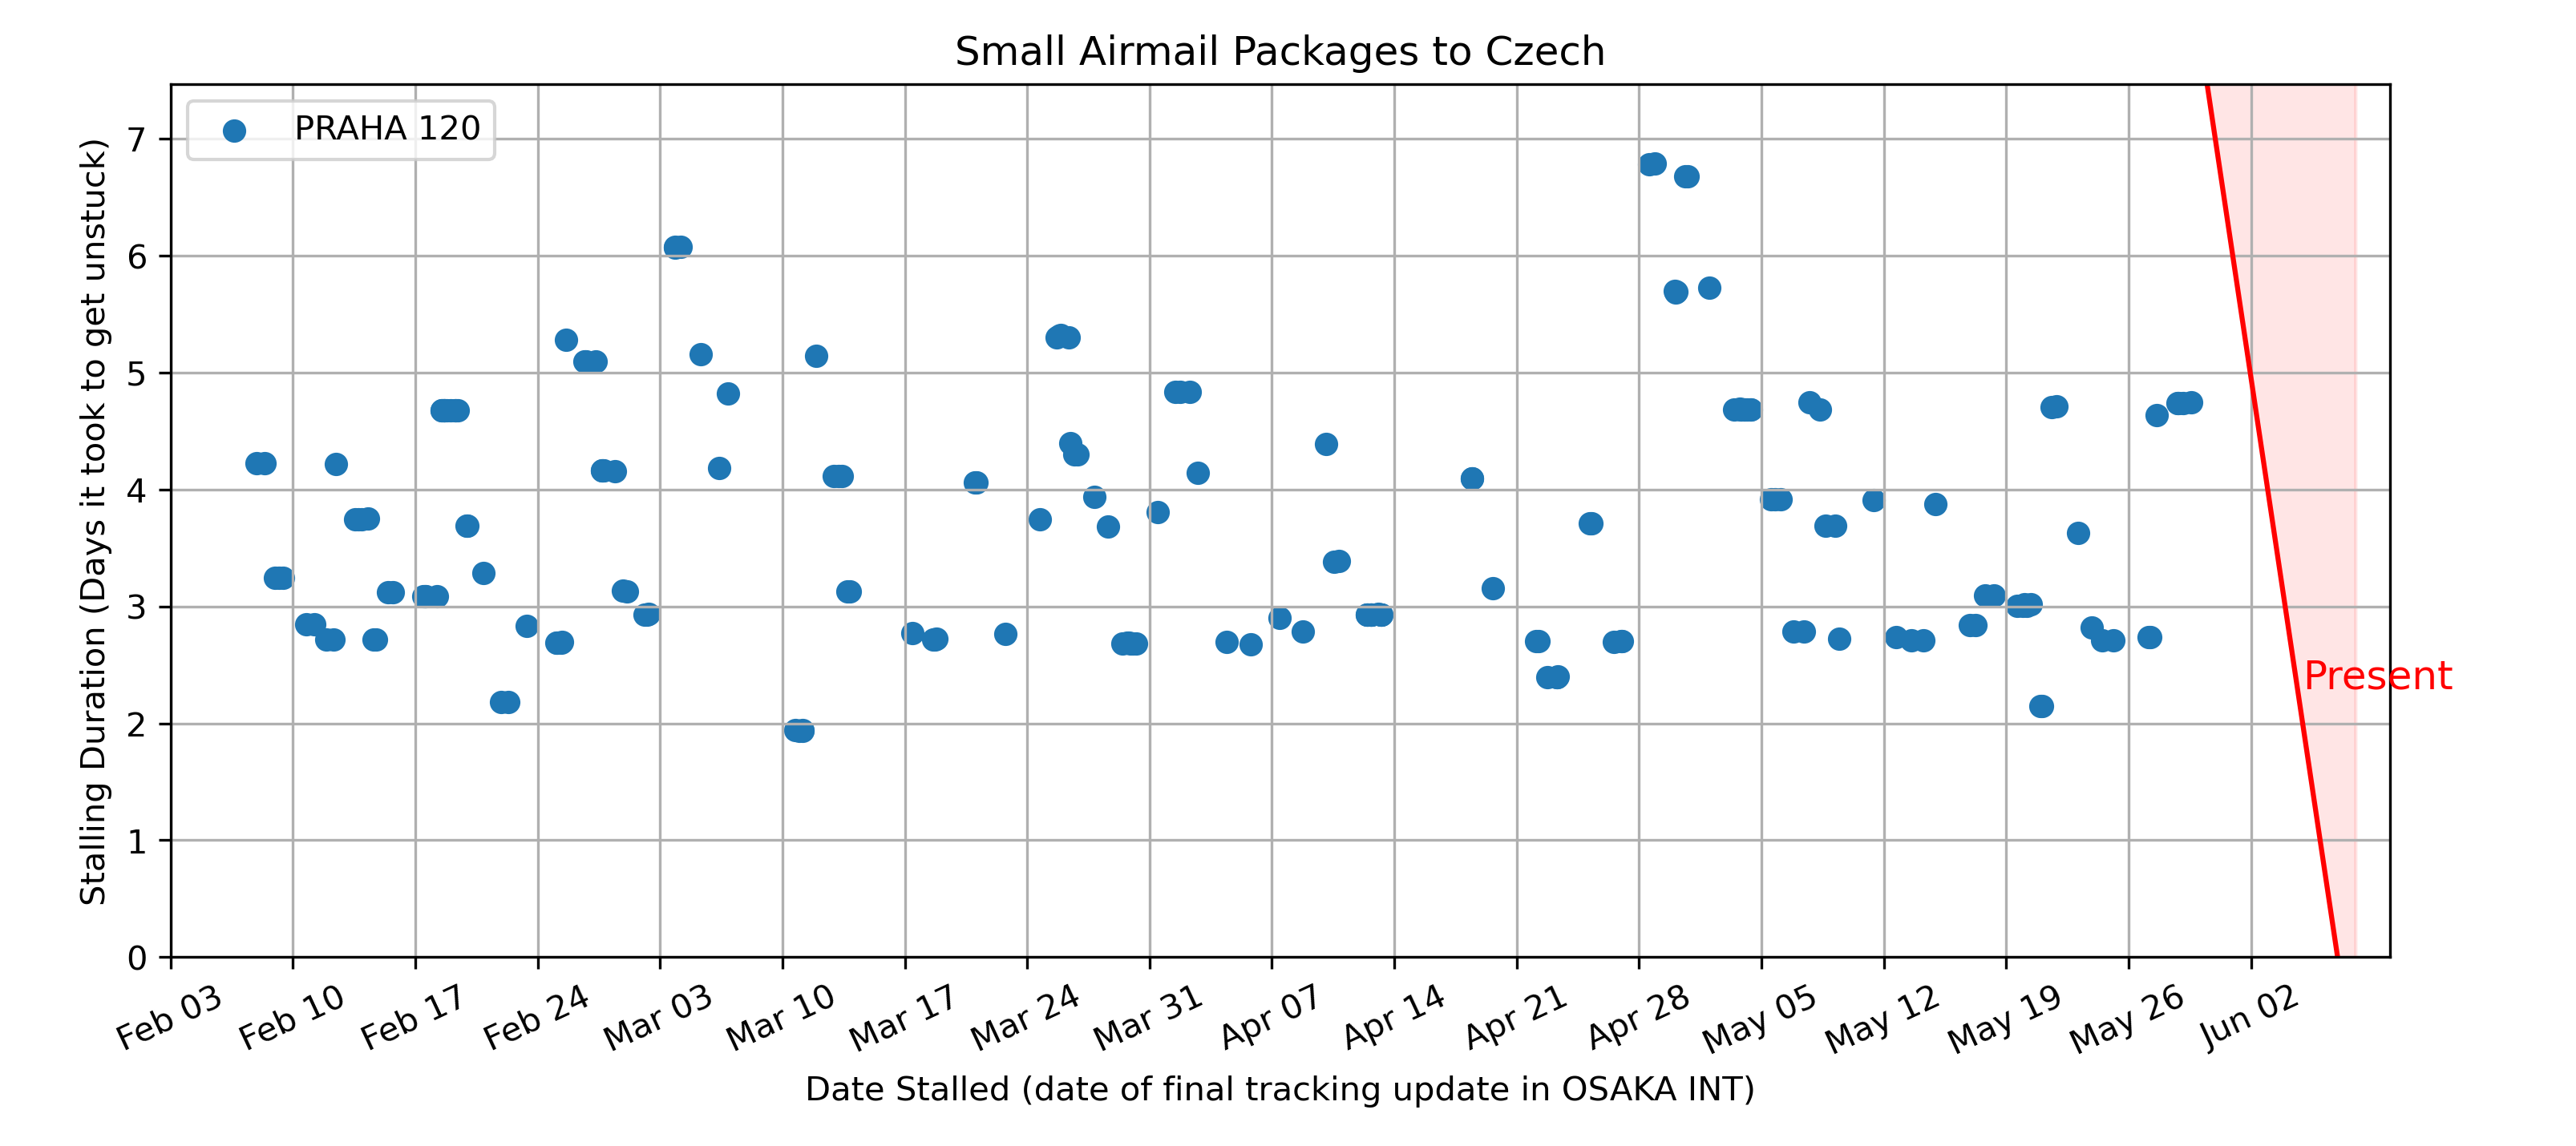 Small Airmail Packages to Czech
PRAHA 120
Stalling Duration (Days it took to get unstuck)
7
6
5
4
3
2
1
0
Present
Feb 03
Feb 10
Feb 17
Feb 24
Mar 03
Mar 10
Mar 17
Mar 24
Mar 31
Apr 07
Apr 14
Apr 21
Apr 28
May 05
May 12
May 19
May 26
Jun 02
Date Stalled (date of final tracking update in OSAKA INT)